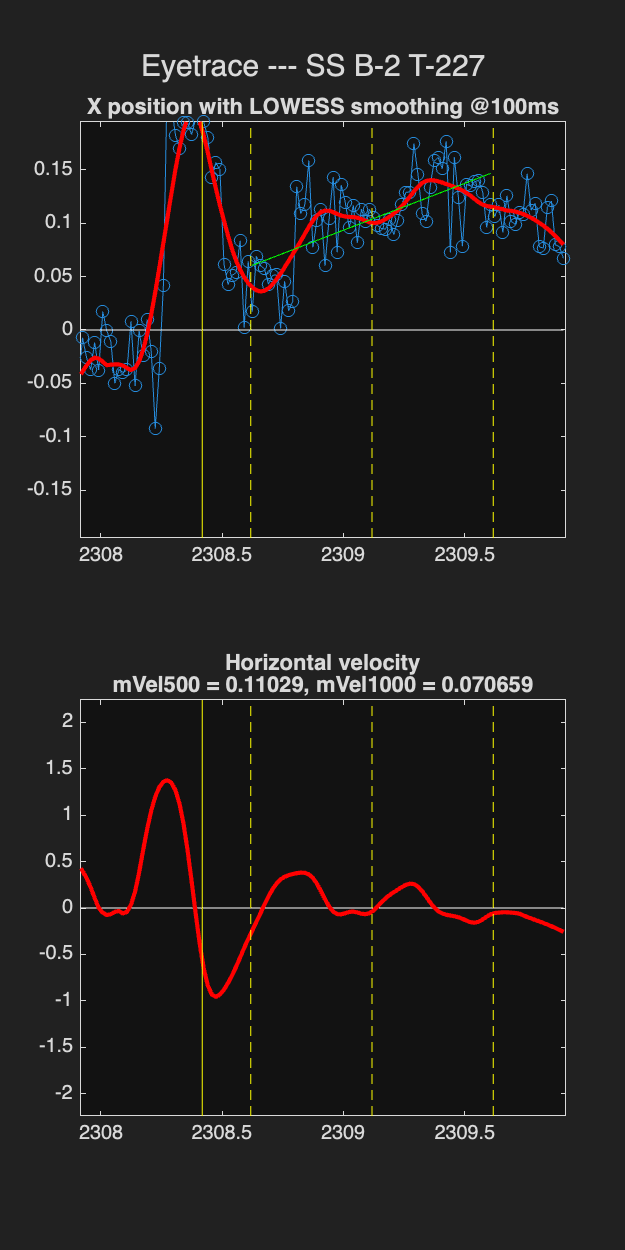 Eyetrace --- SS B-2 T-227
X position with LOWESS smoothing @100ms
0.15
0.1
0.05
0
-0.05
-0.1
-0.15
2308 2308.5 2309 2309.5
Horizontal velocity
mVel500 = 0.11029, mVel1000 = 0.070659
2
1.5
1
0.5
0
-0.5
-1
-1.5
-2
2308 2308.5 2309 2309.5